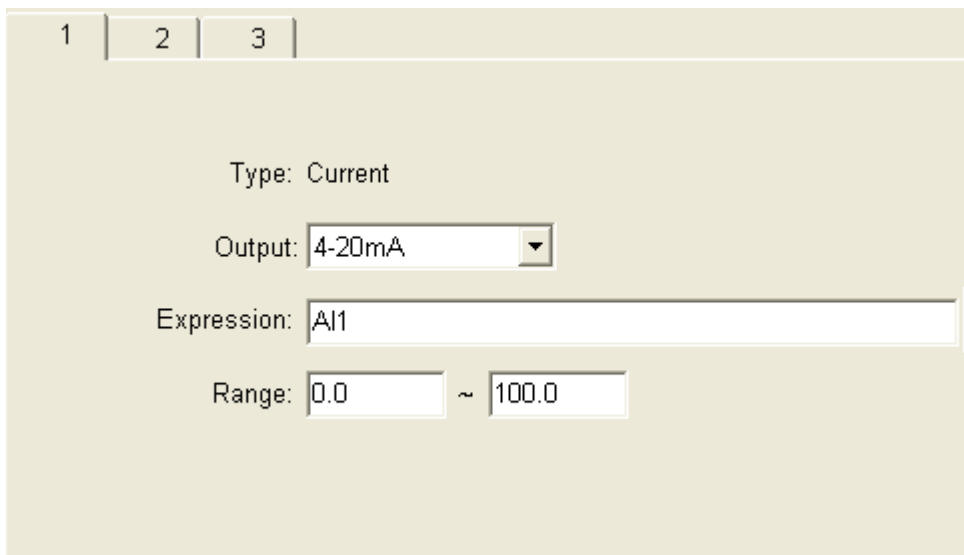 1 2 3
Type: Current
Output: 4-20mA
Expression: AI1
Range: 0.0 ~ 100.0